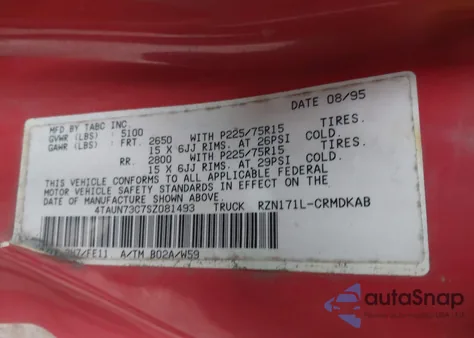 MFD BY TABC INC. DATE 08/95
GVWR (LBS) : 5100
GAWR (LBS) : FRT. 2650 WITH P225/75R15 TIRES.
15 X 6JJ RIMS. AT 26PSI COLD.
RR. 2800 WITH P225/75R15 TIRES.
15 X 6JJ RIMS. AT 29PSI COLD.
THIS VEHICLE CONFORMS TO ALL APPLICABLE FEDERAL
MOTOR VEHICLE SAFETY STANDARDS IN EFFECT ON
THE DATE OF MANUFACTURE SHOWN ABOVE.
4TAUN73C7SZ081493 TRUCK RZN171L-CRMDKAB
/FE11 A/TM.B02A/W59
autoSnap